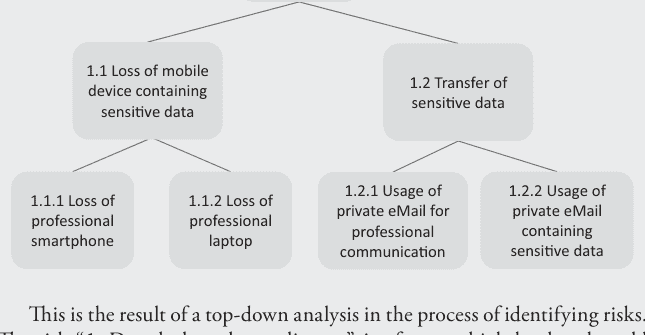 1.1 Loss of mobile
device containing
sensitive data
1.2 Transfer of
sensitive data
1.1.1 Loss of
professional
smartphone
1.1.2 Loss of
professional
laptop
1.2.1 Usage of
private eMail for
professional
communication
1.2.2 Usage of
private eMail
containing
sensitive data
This is the result of a top-down analysis in the process of identifying risks.